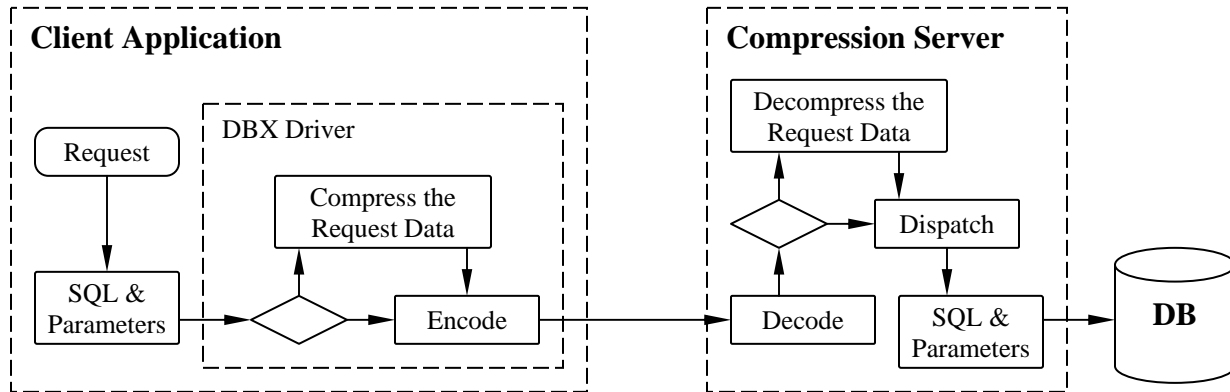 Client Application
DBX Driver
Request
Compress the
Request Data
SQL &
Parameters
Encode
Compression Server
Decompress the
Request Data
Dispatch
Decode
SQL &
Parameters
DB